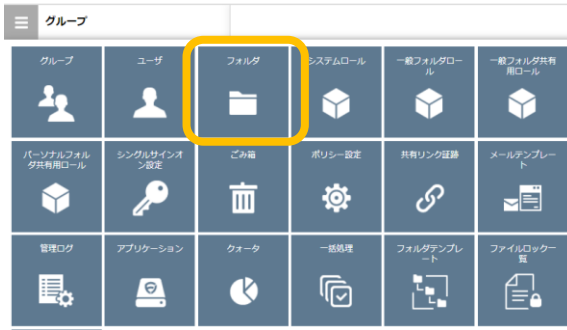 グループ
グループ
ユーザ
フォルダ
システムロール
一般フォルダロー
ル
一般フォルダ共有
用ロール
パーソナルフォル
ダ共有用ロール
シングルサインオ
ン設定
ごみ箱
ポリシー設定
共有リンク証跡
メールテンプレー
ト
管理ログ
アプリケーション
クォータ
一括処理
フォルダテンプレ
ート
ファイルロック一
覧